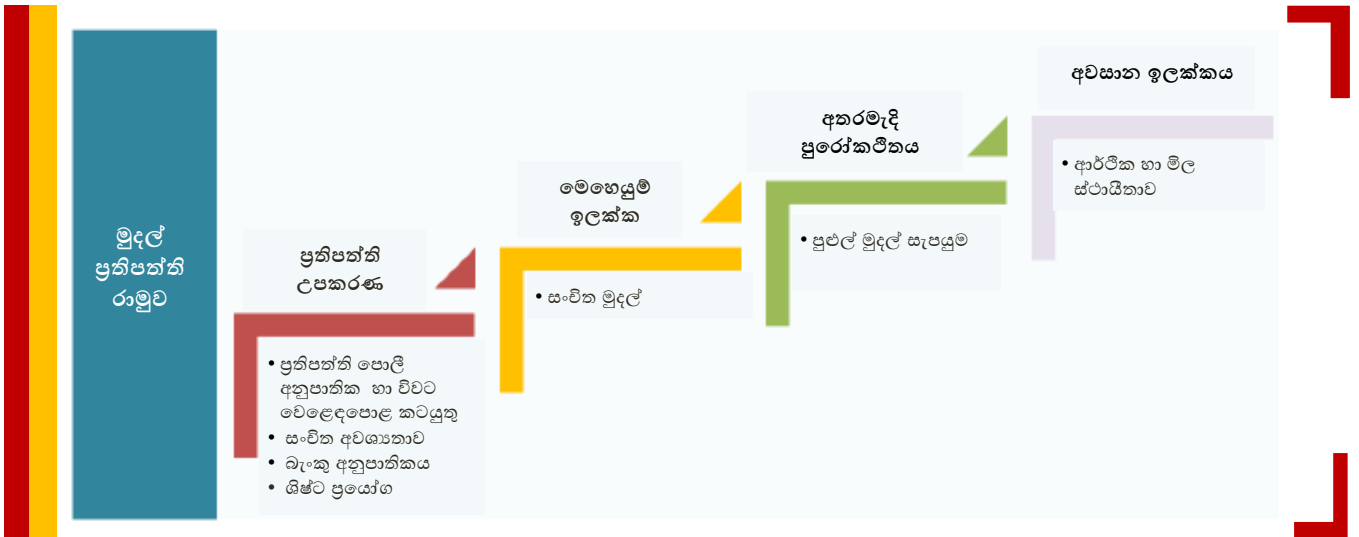 මුදල්
ප්‍රතිපත්ති
රාමුව
ප්‍රතිපත්ති
උපකරණ
• ප්‍රතිපත්ති පොලී
අනුපාතික හා විවට
වෙළෙඳපොළ කටයුතු
• සංචිත අවශ්‍යතාව
• බැංකු අනුපාතිකය
• ශිෂ්ට ප්‍රයෝග
මෙහෙයුම්
ඉලක්ක
• සංචිත මුදල්
අතරමැදි
පුරෝකථිතය
• පුළුල් මුදල් සැපයුම
අවසාන ඉලක්කය
• ආර්ථික හා මිල
ස්ථායීතාව